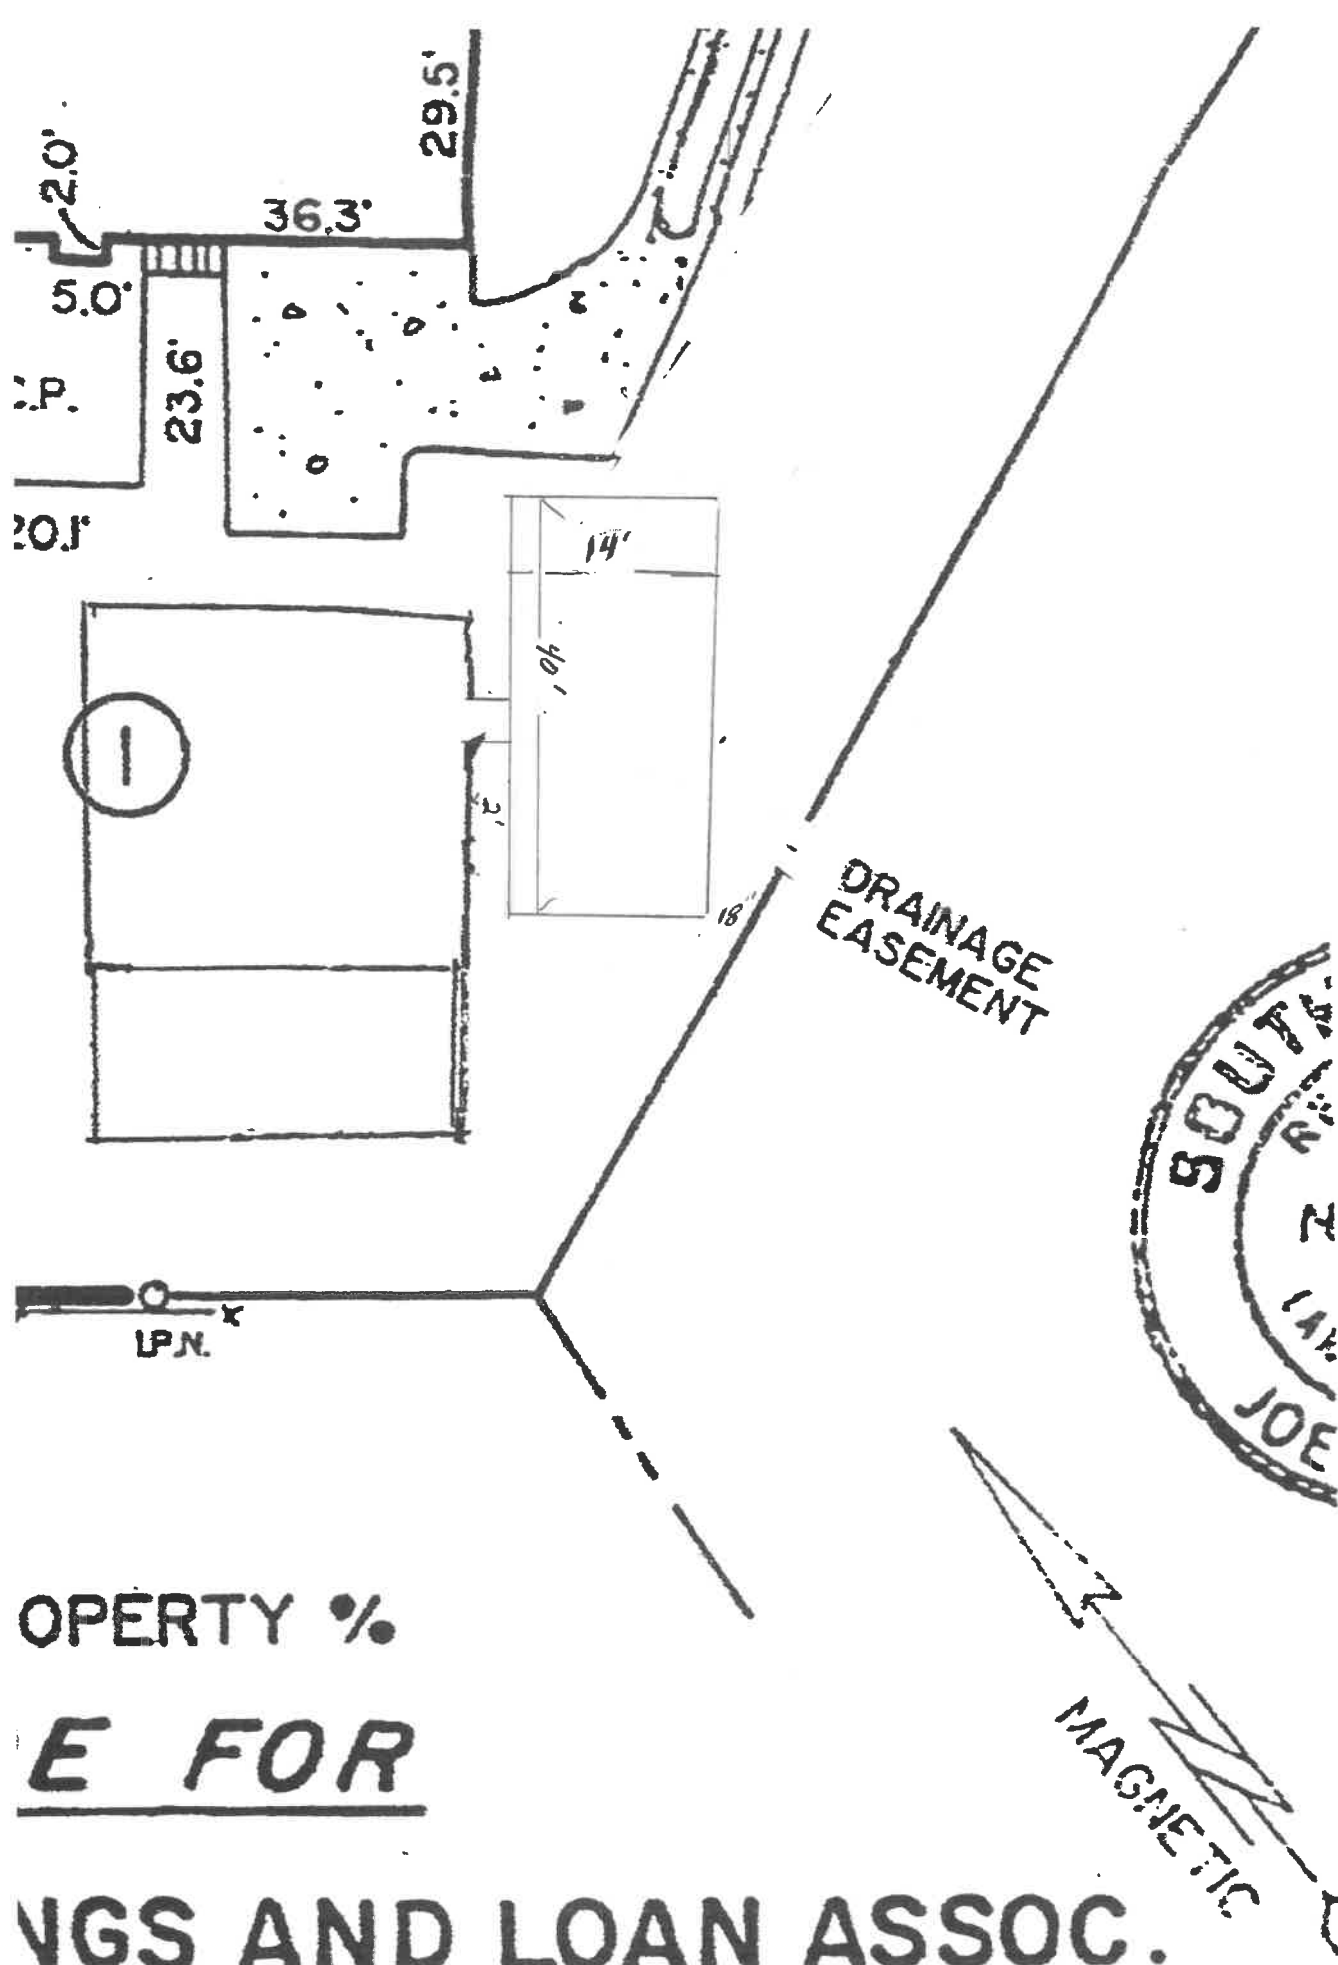 29.5'
2.0'
36.3'
5.0'
23.6'
.P.
20.1'
14'
40'
1
2'
18"
DRAINAGE
EASEMENT
SOUTH
I.P.N.
x
JOE
OPERTY %
E FOR
MAGNETIC
NGS AND LOAN ASSOC.